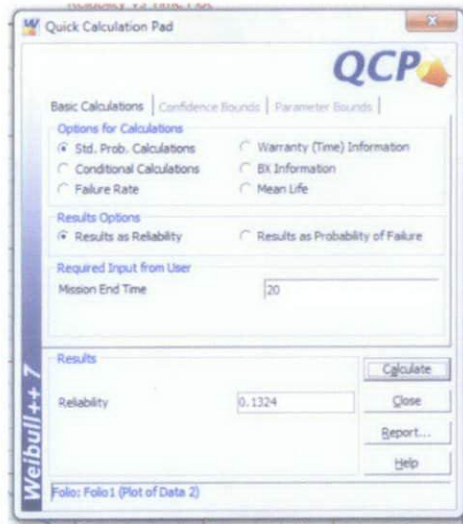 Quick Calculation Pad
QCP
Basic Calculations Confidence Bounds Parameter Bounds
Options for Calculations
Std. Prob. Calculations Warranty (Time) Information
Conditional Calculations BX Information
Failure Rate Mean Life
Results Options
Results as Reliability Results as Probability of Failure
Required Input from User
Mission End Time 20
Results
Calculate
Reliability 0.1324 Close
Report...
Help
Weibull++ 7
Folio: Folio1 (Plot of Data 2)